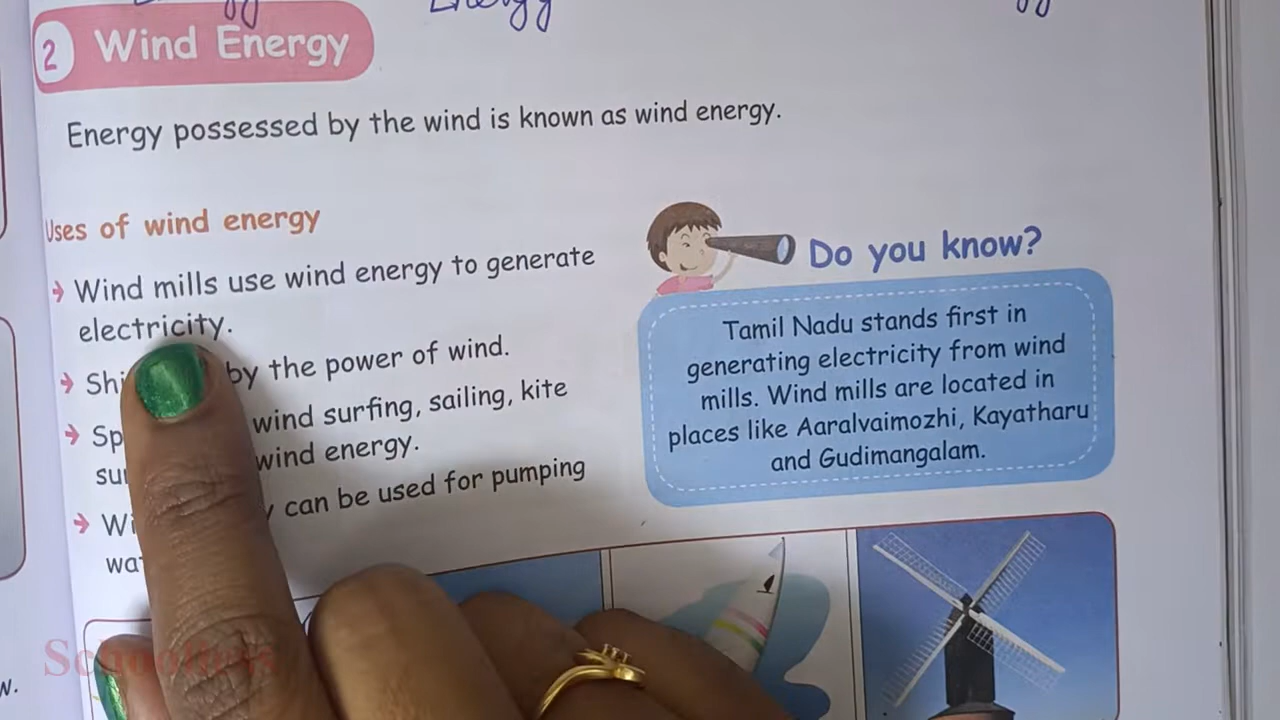 Energy
2 Wind Energy
Energy possessed by the wind is known as wind energy.
Uses of wind energy
Wind mills use wind energy to generate
electricity.
by the power of wind.
wind surfing, sailing, kite
wind energy.
can be used for pumping
Do you know?
Tamil Nadu stands first in
generating electricity from wind
mills. Wind mills are located in
places like Aaralvaimozhi, Kayatharu
and Gudimangalam.